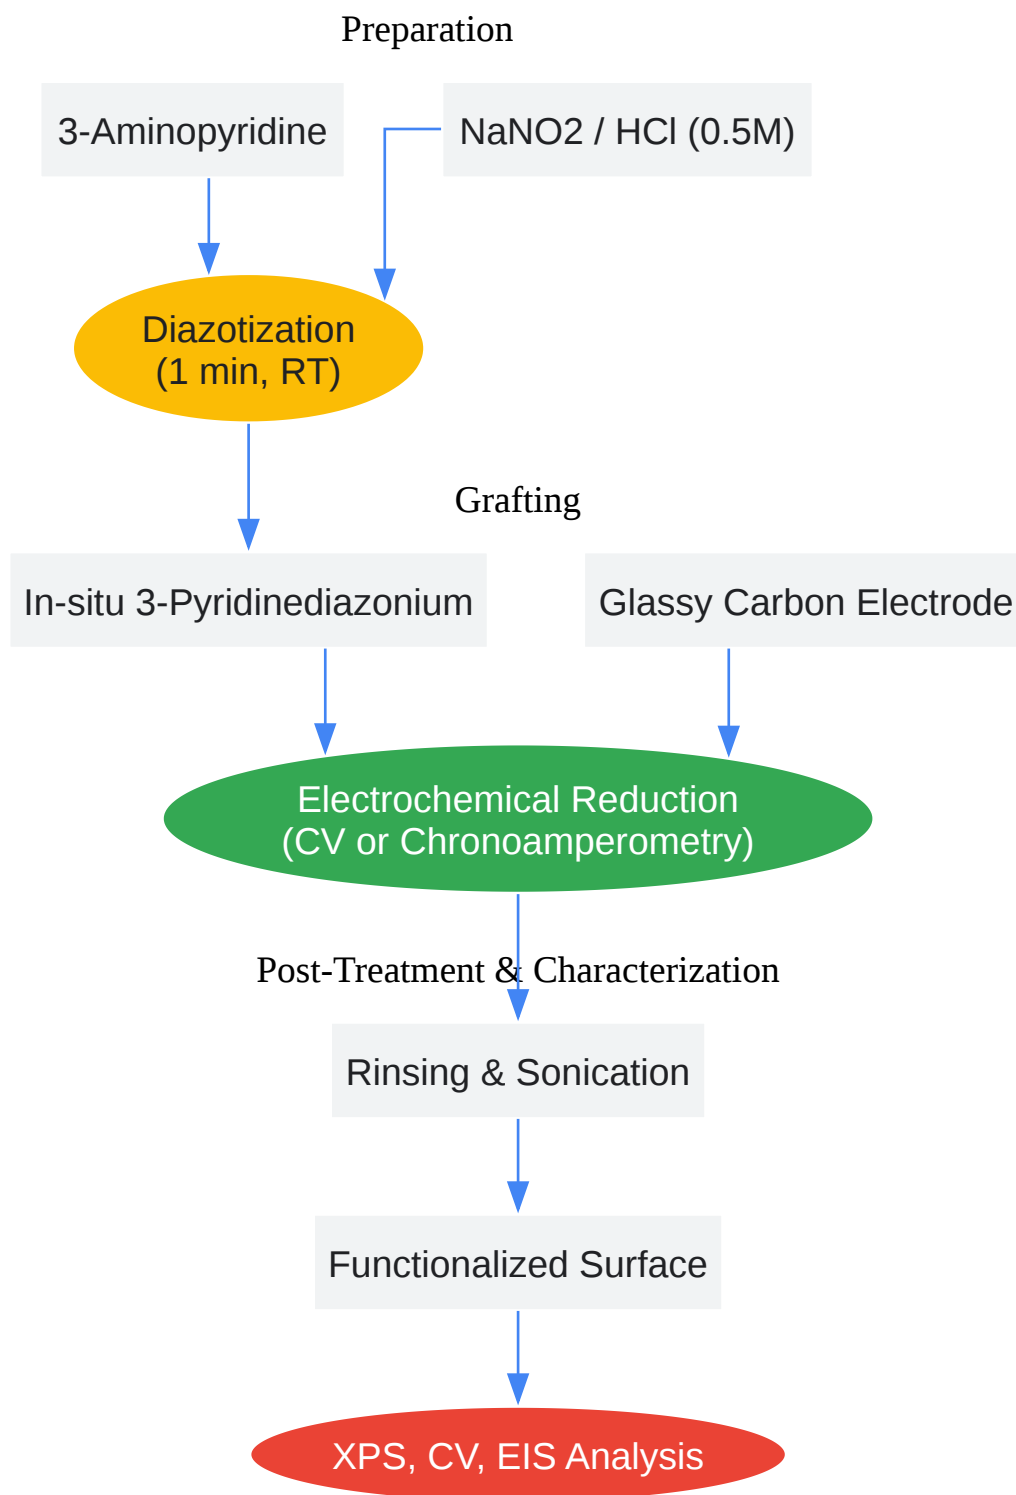 Preparation
3-Aminopyridine
NaNO2 / HCl (0.5M)
Diazotization
(1 min, RT)
Grafting
In-situ 3-Pyridinediazonium
Glassy Carbon Electrode
Electrochemical Reduction
(CV or Chronoamperometry)
Post-Treatment & Characterization
Rinsing & Sonication
Functionalized Surface
XPS, CV, EIS Analysis